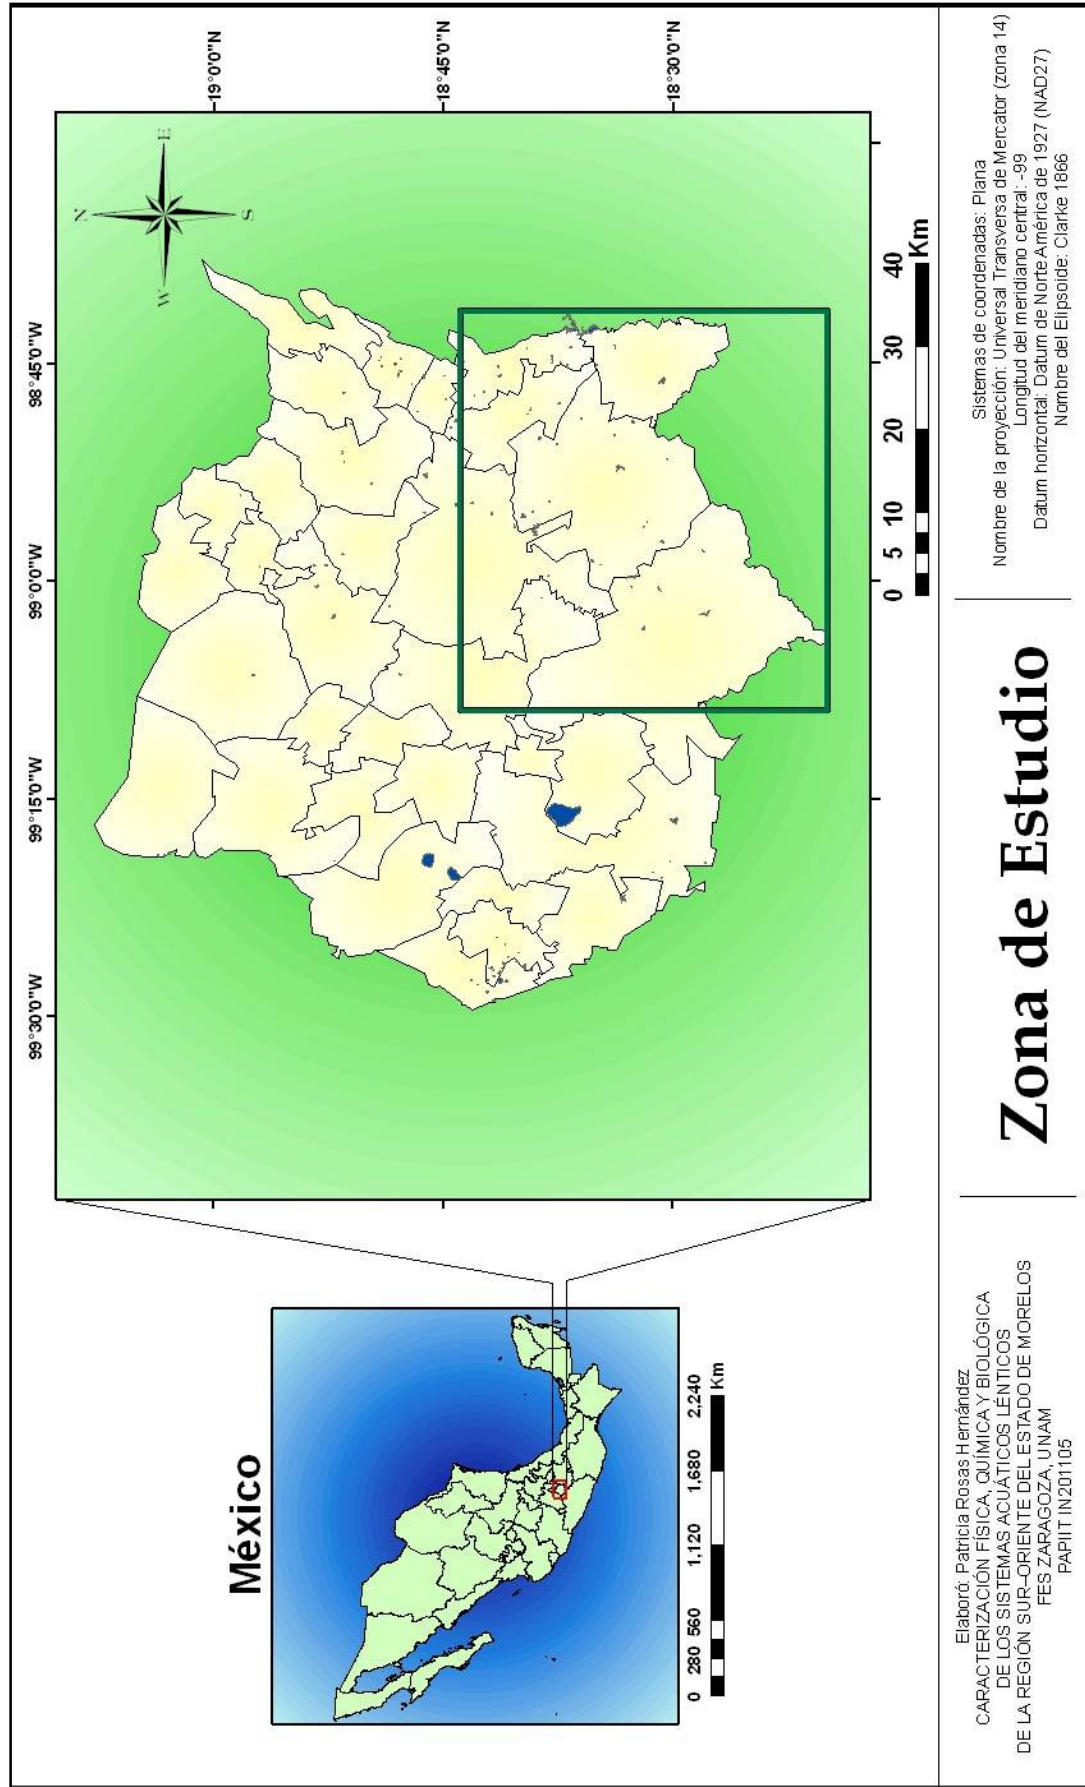 México
0 280 560 1.120 1.680 2.240
Km
99°30'0"W 99°15'0"W 99°0'0"W 98°45'0"W
19°0'0"N
18°45'0"N
18°30'0"N
N
W E
S
0 5 10 20 30 40
Km
Elaboró: Patricia Rosas Hernández
CARACTERIZACIÓN FÍSICA, QUÍMICA Y BIOLÓGICA
DE LOS SISTEMAS ACUÁTICOS LÉNTICOS
DE LA REGIÓN SUR-ORIENTE DEL ESTADO DE MORELOS
FES ZARAGOZA, UNAM
PAPIIT IN201105
Zona de Estudio
Sistemas de coordenadas: Plana
Nombre de la proyección: Universal Transversa de Mercator (zona 14)
Longitud del meridiano central: -99
Datum horizontal: Datum de Norte América de 1927 (NAD27)
Nombre del Elipsoide: Clarke 1866